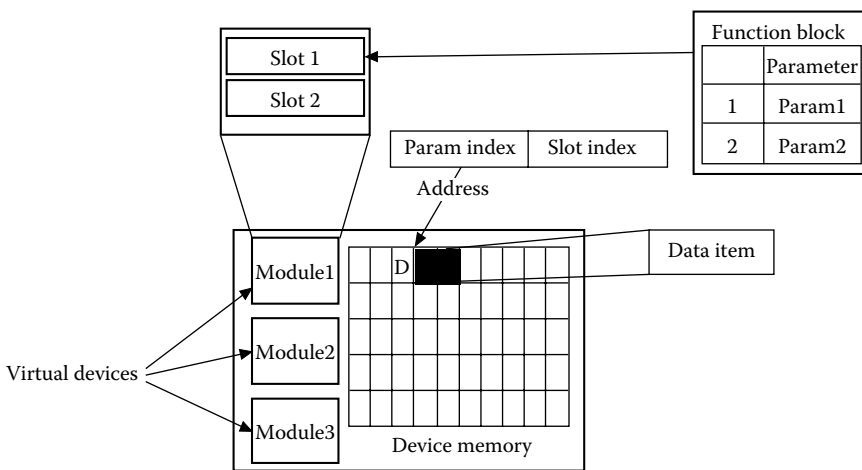 Function block
Parameter
1 Param1
2 Param2
Slot 1
Slot 2
Param index Slot index
Address
Module1
D
Data item
Module2
Virtual devices
Module3
Device memory